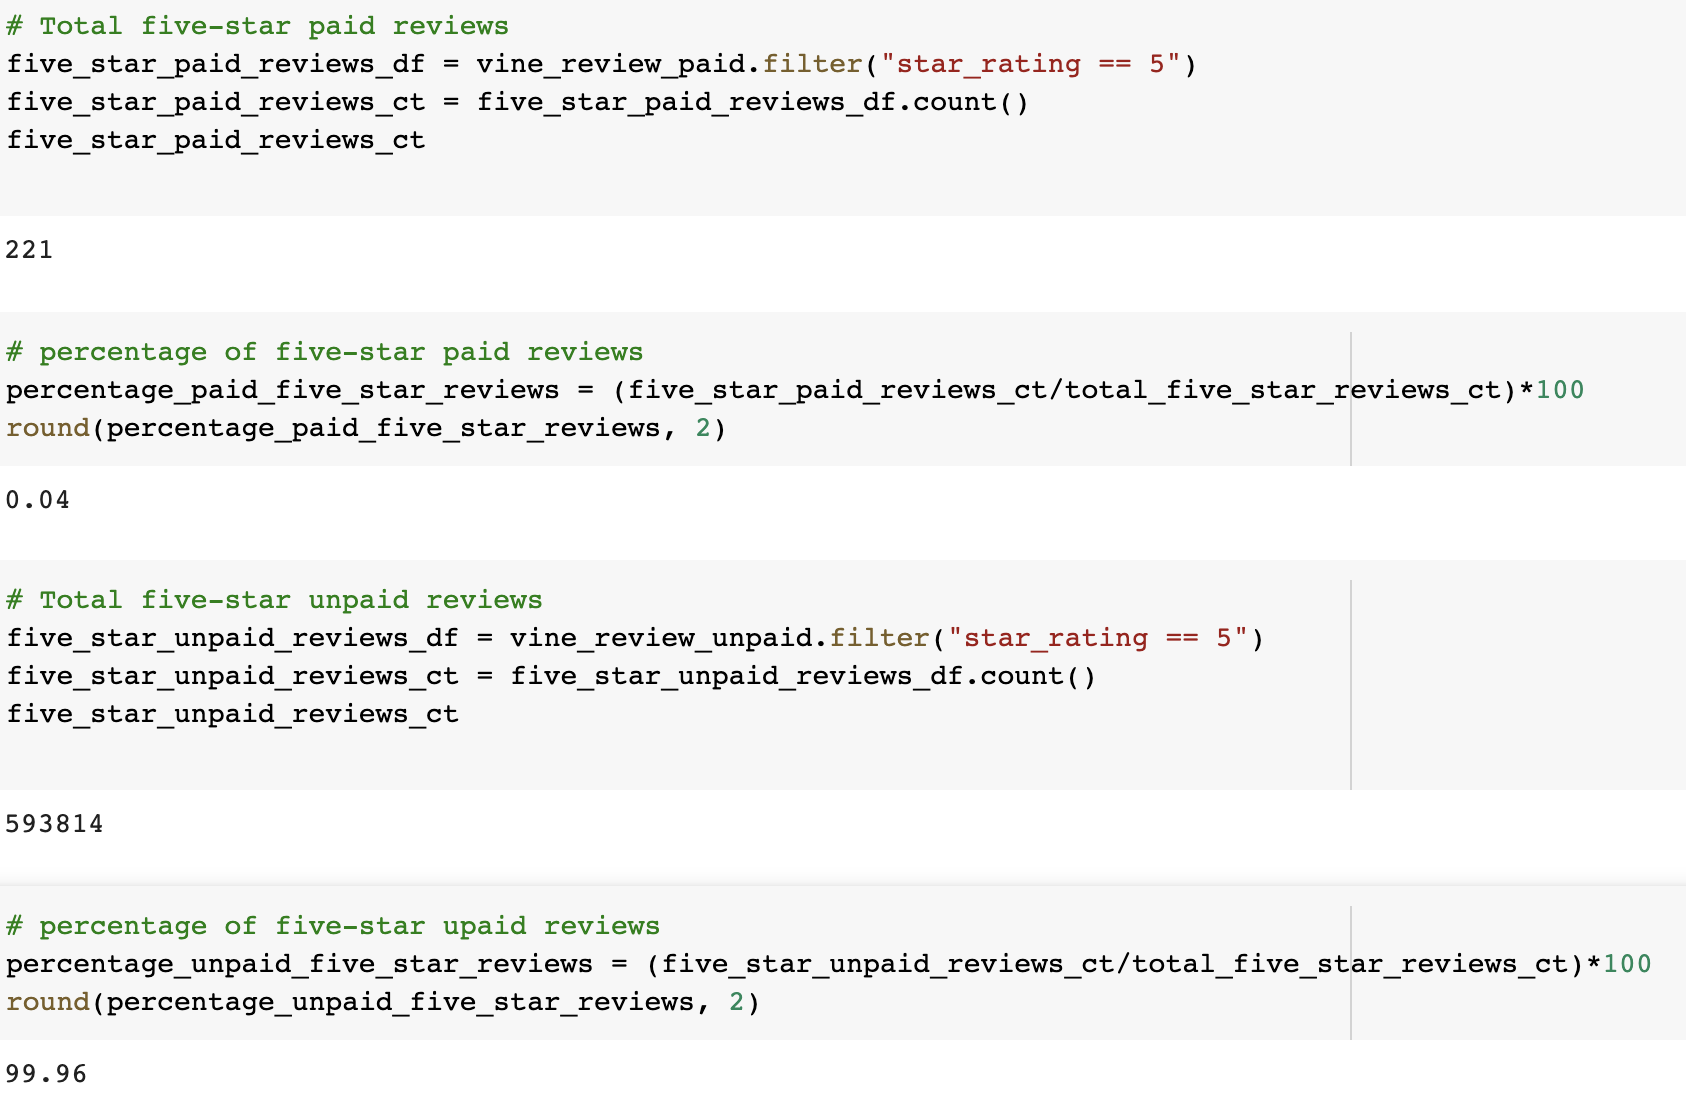 # Total five-star paid reviews
five_star_paid_reviews_df = vine_review_paid.filter("star_rating == 5")
five_star_paid_reviews_ct = five_star_paid_reviews_df.count()
five_star_paid_reviews_ct
221
# percentage of five-star paid reviews
percentage_paid_five_star_reviews = (five_star_paid_reviews_ct/total_five_star_reviews_ct)*100
round(percentage_paid_five_star_reviews, 2)
0.04
# Total five-star unpaid reviews
five_star_unpaid_reviews_df = vine_review_unpaid.filter("star_rating == 5")
five_star_unpaid_reviews_ct = five_star_unpaid_reviews_df.count()
five_star_unpaid_reviews_ct
593814
# percentage of five-star upaid reviews
percentage_unpaid_five_star_reviews = (five_star_unpaid_reviews_ct/total_five_star_reviews_ct)*100
round(percentage_unpaid_five_star_reviews, 2)
99.96